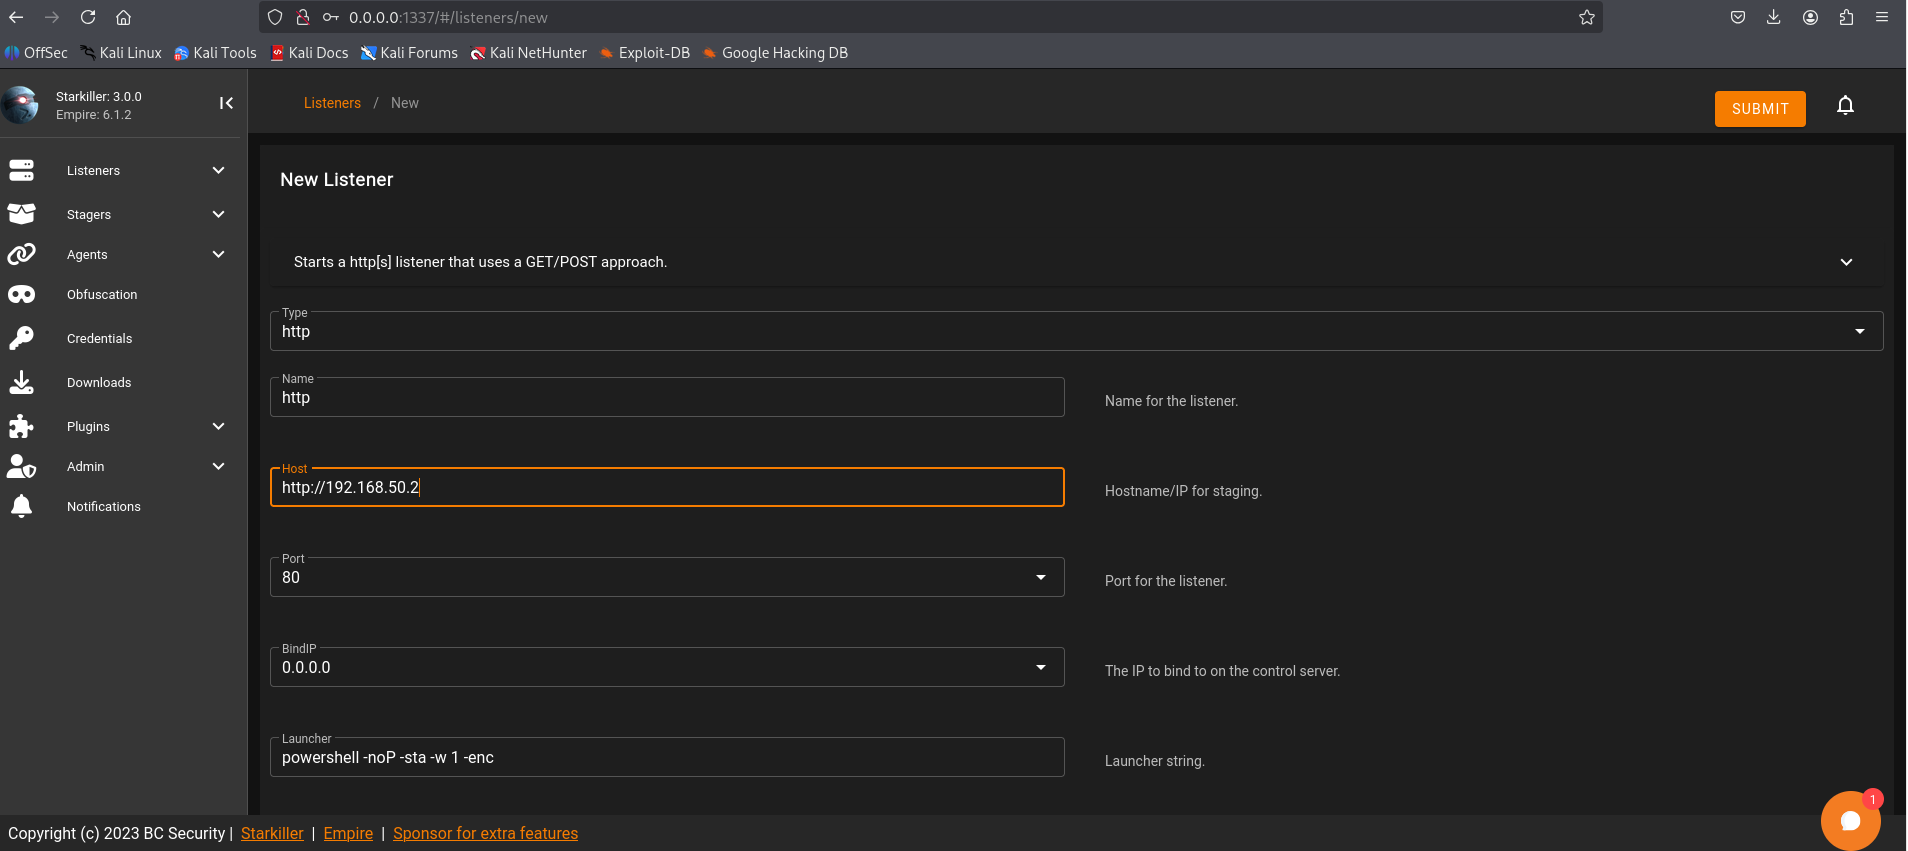 0.0.0.0:1337/#/listeners/new
OffSec Kali Linux Kali Tools Kali Docs Kali Forums Kali NetHunter Exploit-DB Google Hacking DB
Starkiller: 3.0.0
Empire: 6.1.2
Listeners / New
SUBMIT
Listeners
Stagers
Agents
Obfuscation
Credentials
Downloads
Plugins
Admin
Notifications
New Listener
Starts a http[s] listener that uses a GET/POST approach.
Type
http
Name
http
Name for the listener.
Host
http://192.168.50.2
Hostname/IP for staging.
Port
80
Port for the listener.
BindIP
0.0.0.0
The IP to bind to on the control server.
Launcher
powershell -noP -sta -w 1 -enc
Launcher string.
1
Copyright (c) 2023 BC Security | Starkiller | Empire | Sponsor for extra features